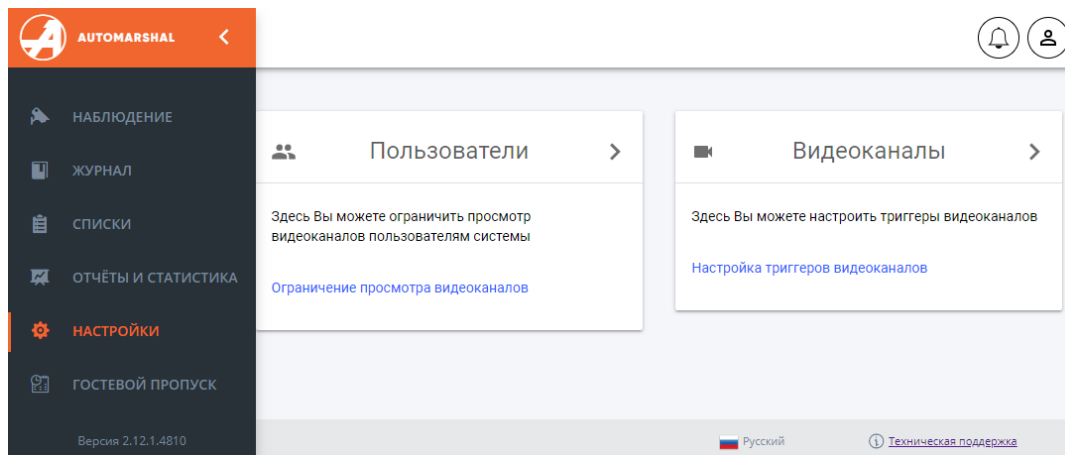 AUTOMARSHAL
НАБЛЮДЕНИЕ
ЖУРНАЛ
СПИСКИ
ОТЧЁТЫ И СТАТИСТИКА
НАСТРОЙКИ
ГОСТЕВОЙ ПРОПУСК
Версия 2.12.1.4810
Пользователи
Здесь Вы можете ограничить просмотр
видеоканалов пользователям системы
Ограничение просмотра видеоканалов
Видеоканалы
Здесь Вы можете настроить триггеры видеоканалов
Настройка триггеров видеоканалов
Русский
Техническая поддержка